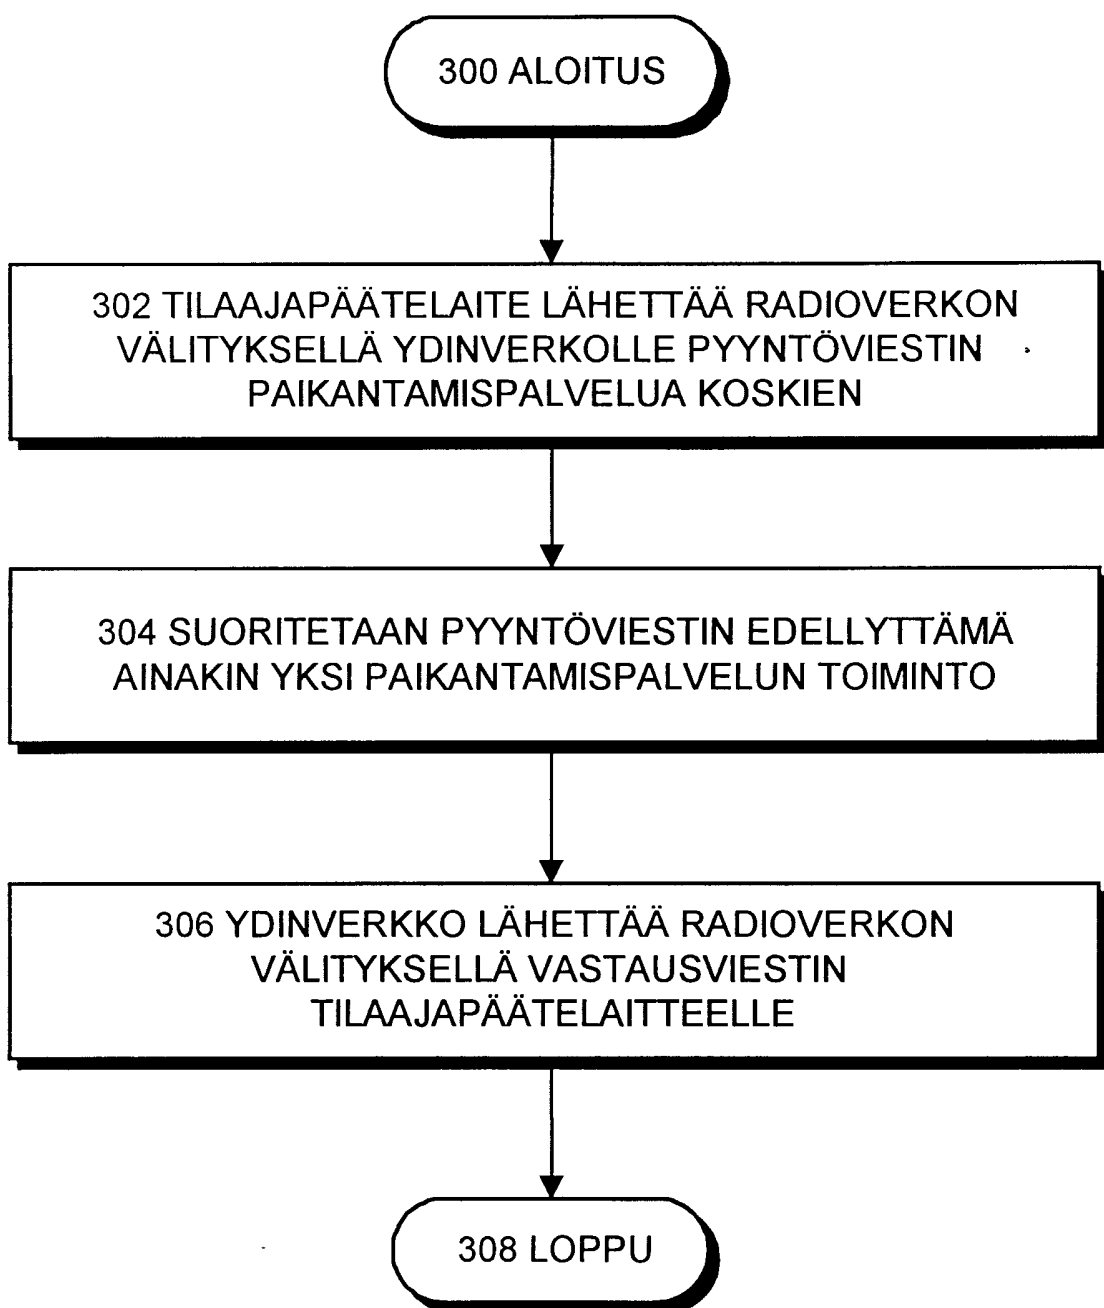 300 ALOITUS
302 TILAAJAPÄÄTELAITE LÄHETTÄÄ RADIOVERKON
VÄLITYKSELLÄ YDINVERKOLLE PYYNTÖVIESTIN
PAIKANTAMISPALVELUA KOSKIEN
304 SUORITETAAN PYYNTÖVIESTIN EDELLYTTÄMÄ
AINAKIN YKSI PAIKANTAMISPALVELUN TOIMINTO
306 YDINVERKKO LÄHETTÄÄ RADIOVERKON
VÄLITYKSELLÄ VASTAUSVIESTIN
TILAAJAPÄÄTELAITTEELLE
308 LOPPU